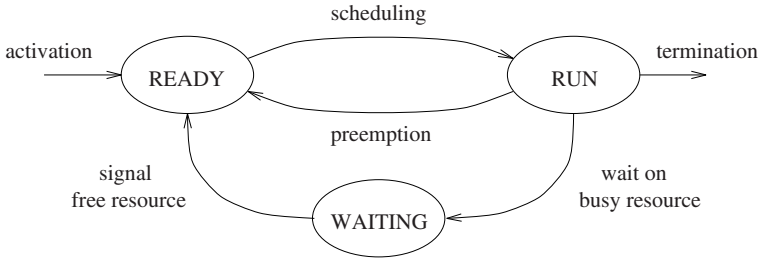 scheduling
activation
termination
READY
RUN
preemption
signal
free resource
wait on
busy resource
WAITING